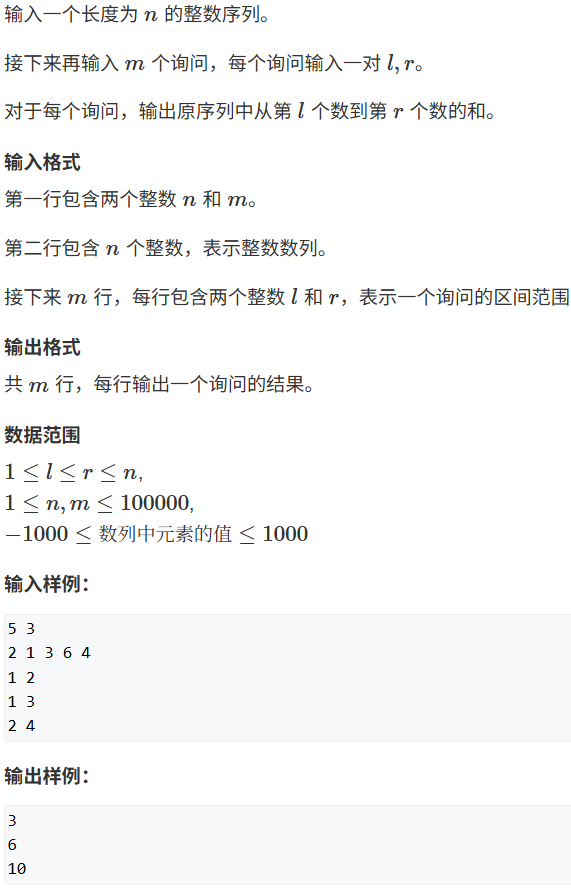 输入一个长度为 n 的整数序列。
接下来再输入 m 个询问，每个询问输入一对 l, r。
对于每个询问，输出原序列中从第 l 个数到第 r 个数的和。
输入格式
第一行包含两个整数 n 和 m。
第二行包含 n 个整数，表示整数数列。
接下来 m 行，每行包含两个整数 l 和 r，表示一个询问的区间范围
输出格式
共 m 行，每行输出一个询问的结果。
数据范围
1 ≤ l ≤ r ≤ n,
1 ≤ n, m ≤ 100000,
−1000 ≤ 数列中元素的值 ≤ 1000
输入样例：
5 3
2 1 3 6 4
1 2
1 3
2 4
输出样例：
3
6
10